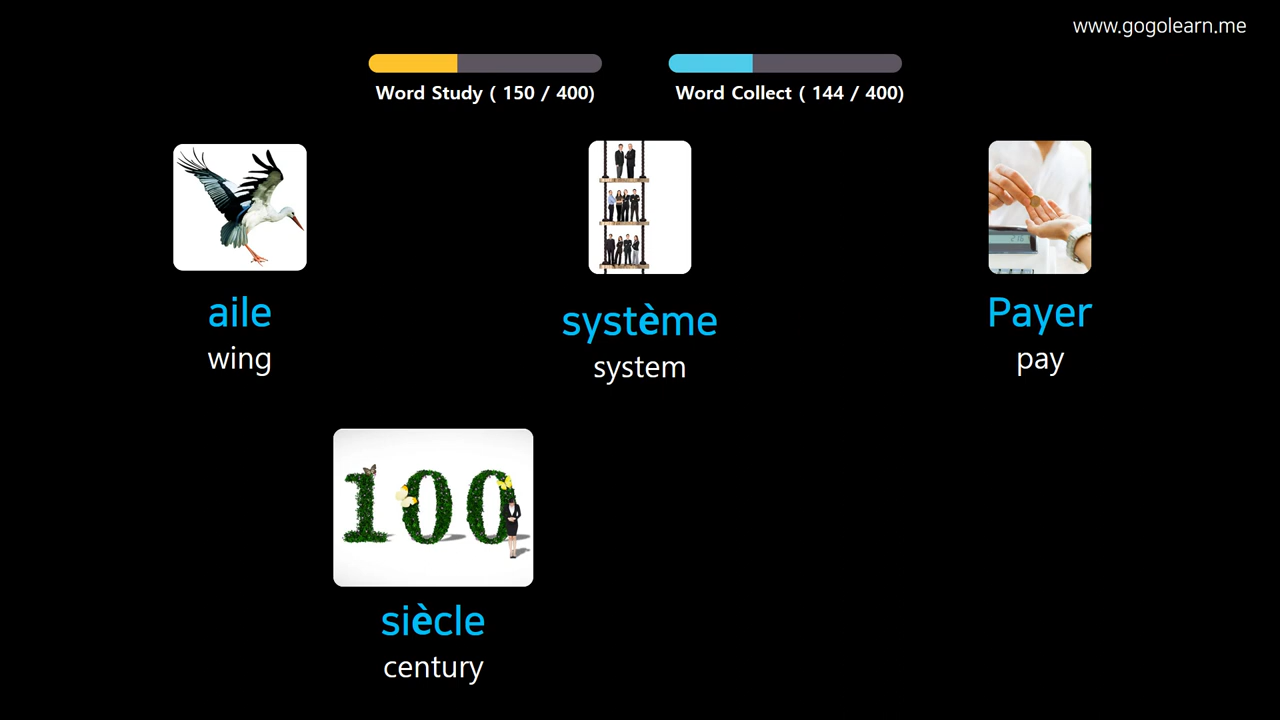 www.gogolearn.me
Word Study ( 150 / 400)
Word Collect ( 144 / 400)
aile
wing
système
system
Payer
pay
100
siècle
century